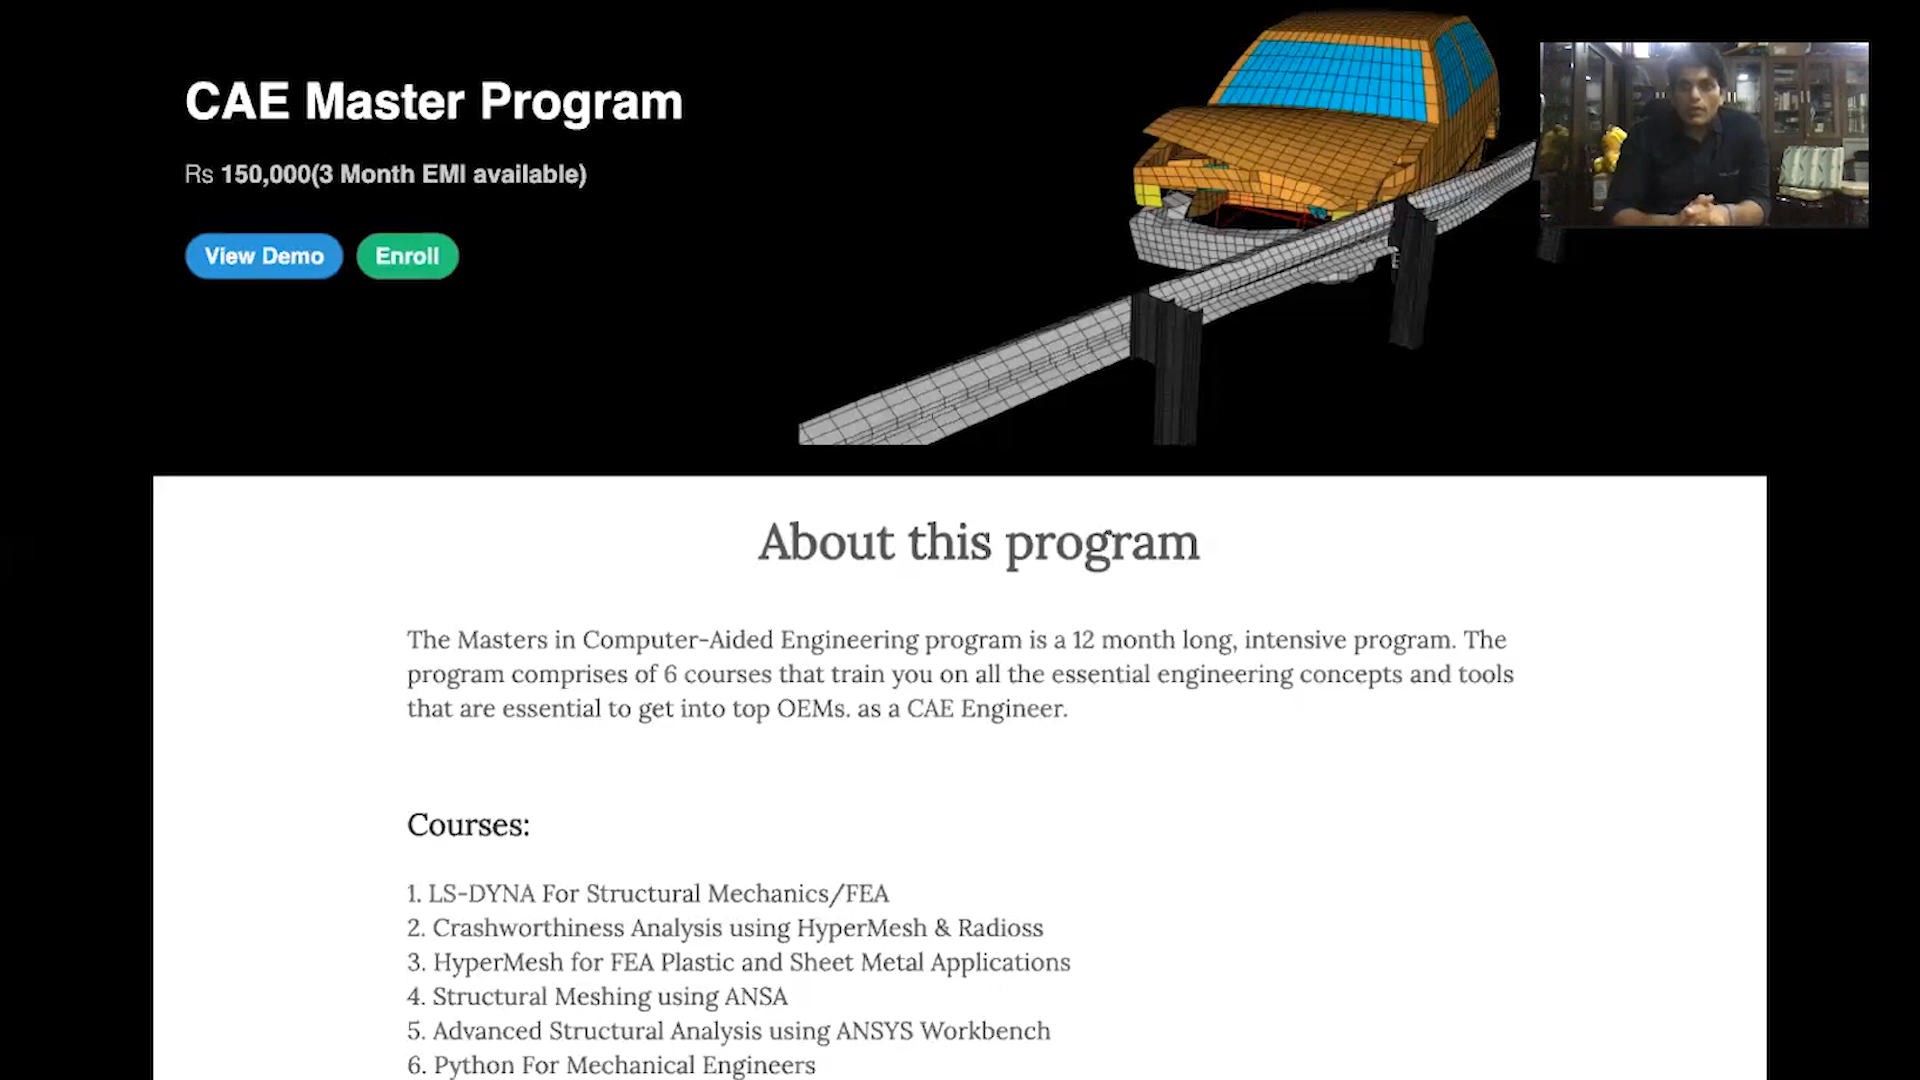 CAE Master Program
Rs 150,000(3 Month EMI available)
View Demo
Enroll
About this program
The Masters in Computer-Aided Engineering program is a 12 month long, intensive program. The
program comprises of 6 courses that train you on all the essential engineering concepts and tools
that are essential to get into top OEMs. as a CAE Engineer.
Courses:
1. LS-DYNA For Structural Mechanics/FEA
2. Crashworthiness Analysis using HyperMesh & Radioss
3. HyperMesh for FEA Plastic and Sheet Metal Applications
4. Structural Meshing using ANSA
5. Advanced Structural Analysis using ANSYS Workbench
6. Python For Mechanical Engineers